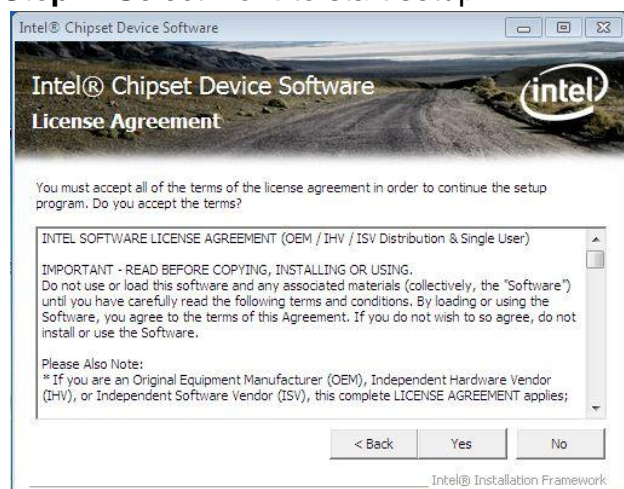 Intel® Chipset Device Software
Intel® Chipset Device Software
intel
License Agreement
You must accept all of the terms of the license agreement in order to continue the setup
program. Do you accept the terms?
INTEL SOFTWARE LICENSE AGREEMENT (OEM / IHV / ISV Distribution & Single User)
IMPORTANT - READ BEFORE COPYING, INSTALLING OR USING.
Do not use or load this software and any associated materials (collectively, the "Software")
until you have carefully read the following terms and conditions. By loading or using the
Software, you agree to the terms of this Agreement. If you do not wish to so agree, do not
install or use the Software.
Please Also Note:
* If you are an Original Equipment Manufacturer (OEM), Independent Hardware Vendor
(IHV), or Independent Software Vendor (ISV), this complete LICENSE AGREEMENT applies;
< Back Yes No
Intel® Installation Framework